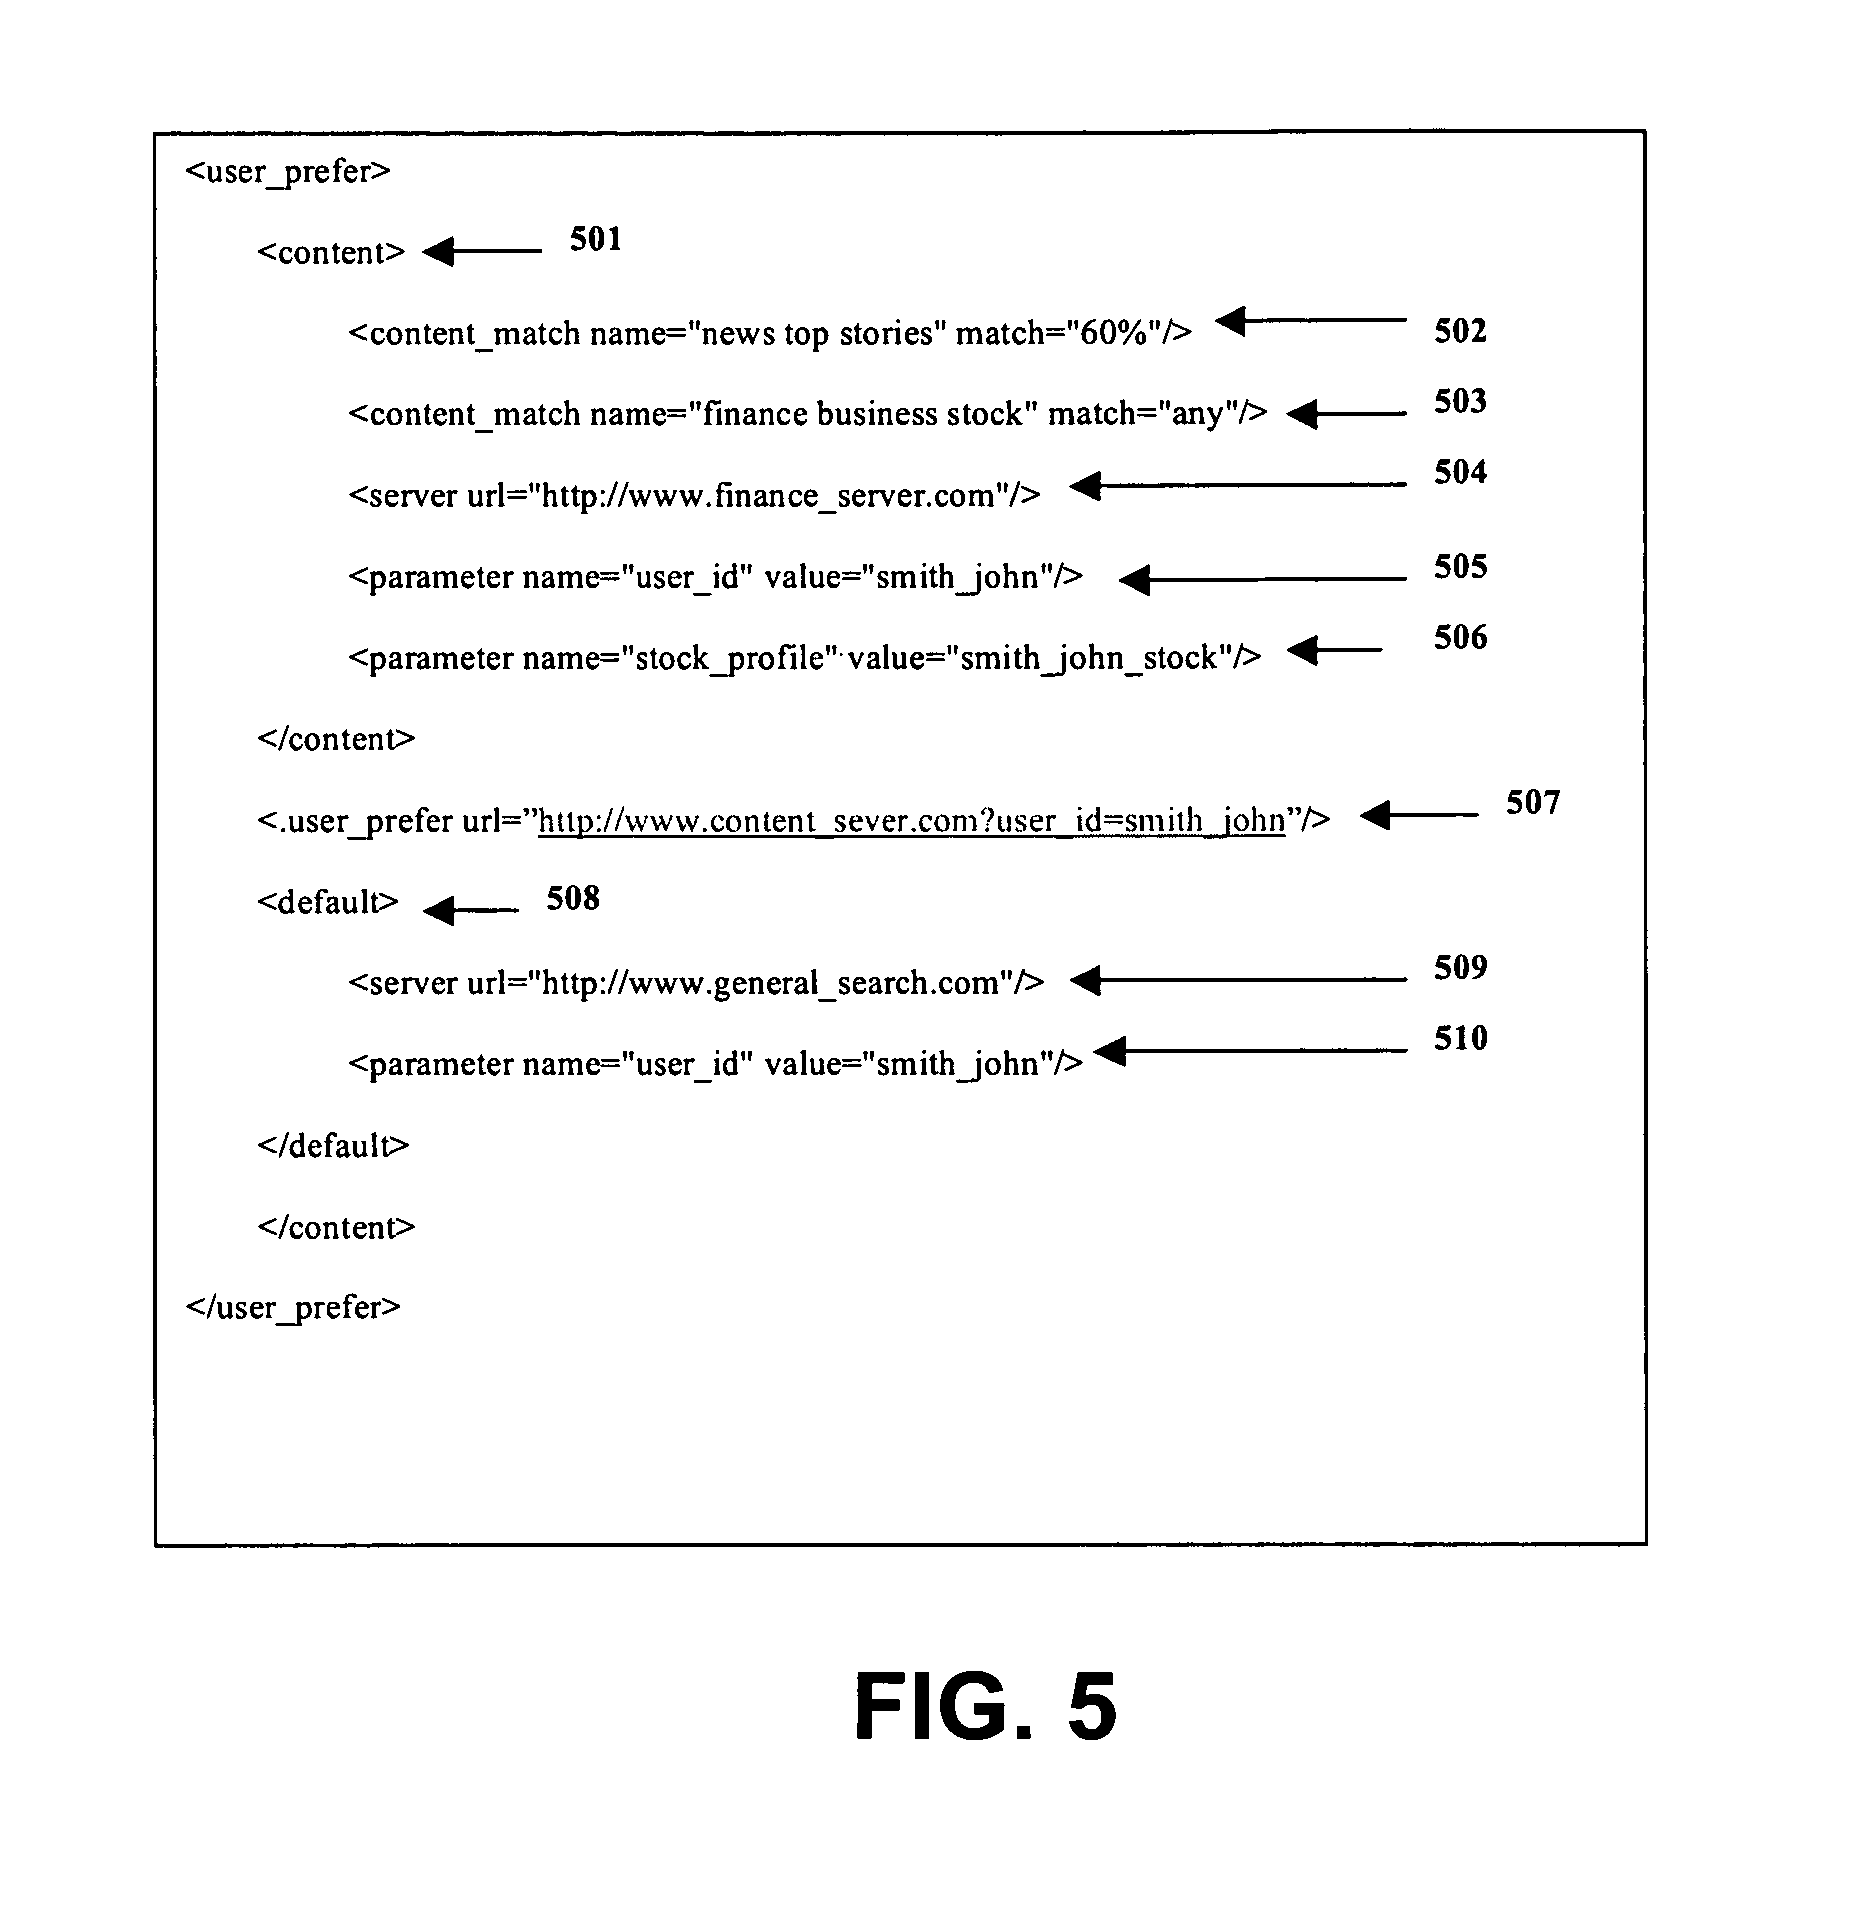 <user_prefer>
<content> 501
<content_match name="news top stories" match="60%"/> 502
<content_match name="finance business stock" match="any"/> 503
<server url="http://www.finance_server.com"/> 504
<parameter name="user_id" value="smith_john"/> 505
<parameter name="stock_profile" value="smith_john_stock"/> 506
</content>
<.user_prefer url=”http://www.content_sever.com?user_id=smith_john”/> 507
<default> 508
<server url="http://www.general_search.com"/> 509
<parameter name="user_id" value="smith_john"/> 510
</default>
</content>
</user_prefer>
FIG. 5